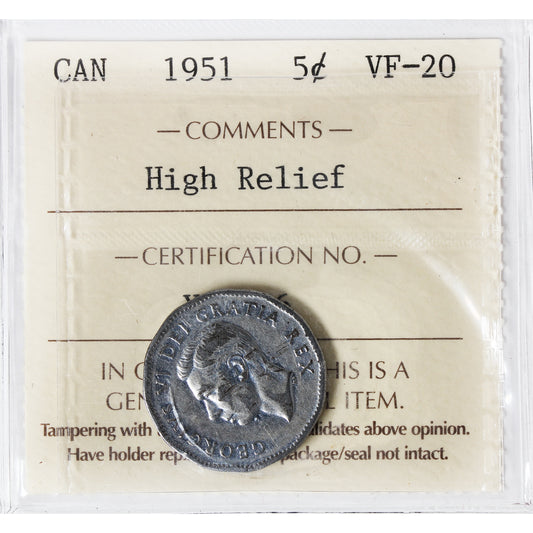 CAN 1951 5¢ VF-20
— COMMENTS —
High Relief
— CERTIFICATION NO. —
IN HIS IS A
GEN ITEM.
Tampering with idates above opinion.
Have holder rep package/seal not intact.
DEI GRATIA REX